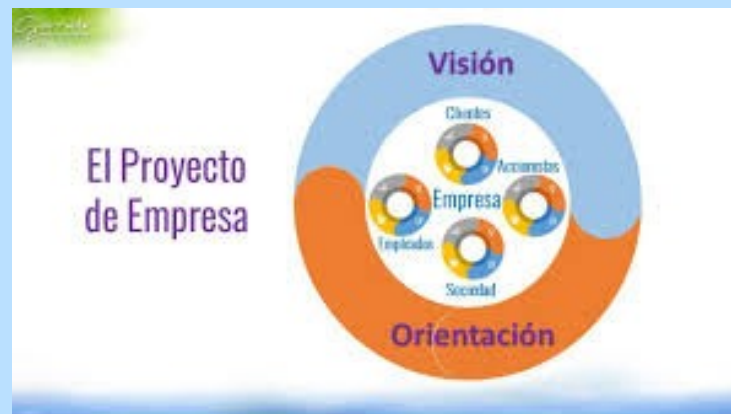 El Proyecto
de Empresa
Visión
Clientes
Accionistas
Empresa
Empleados
Sociedad
Orientación